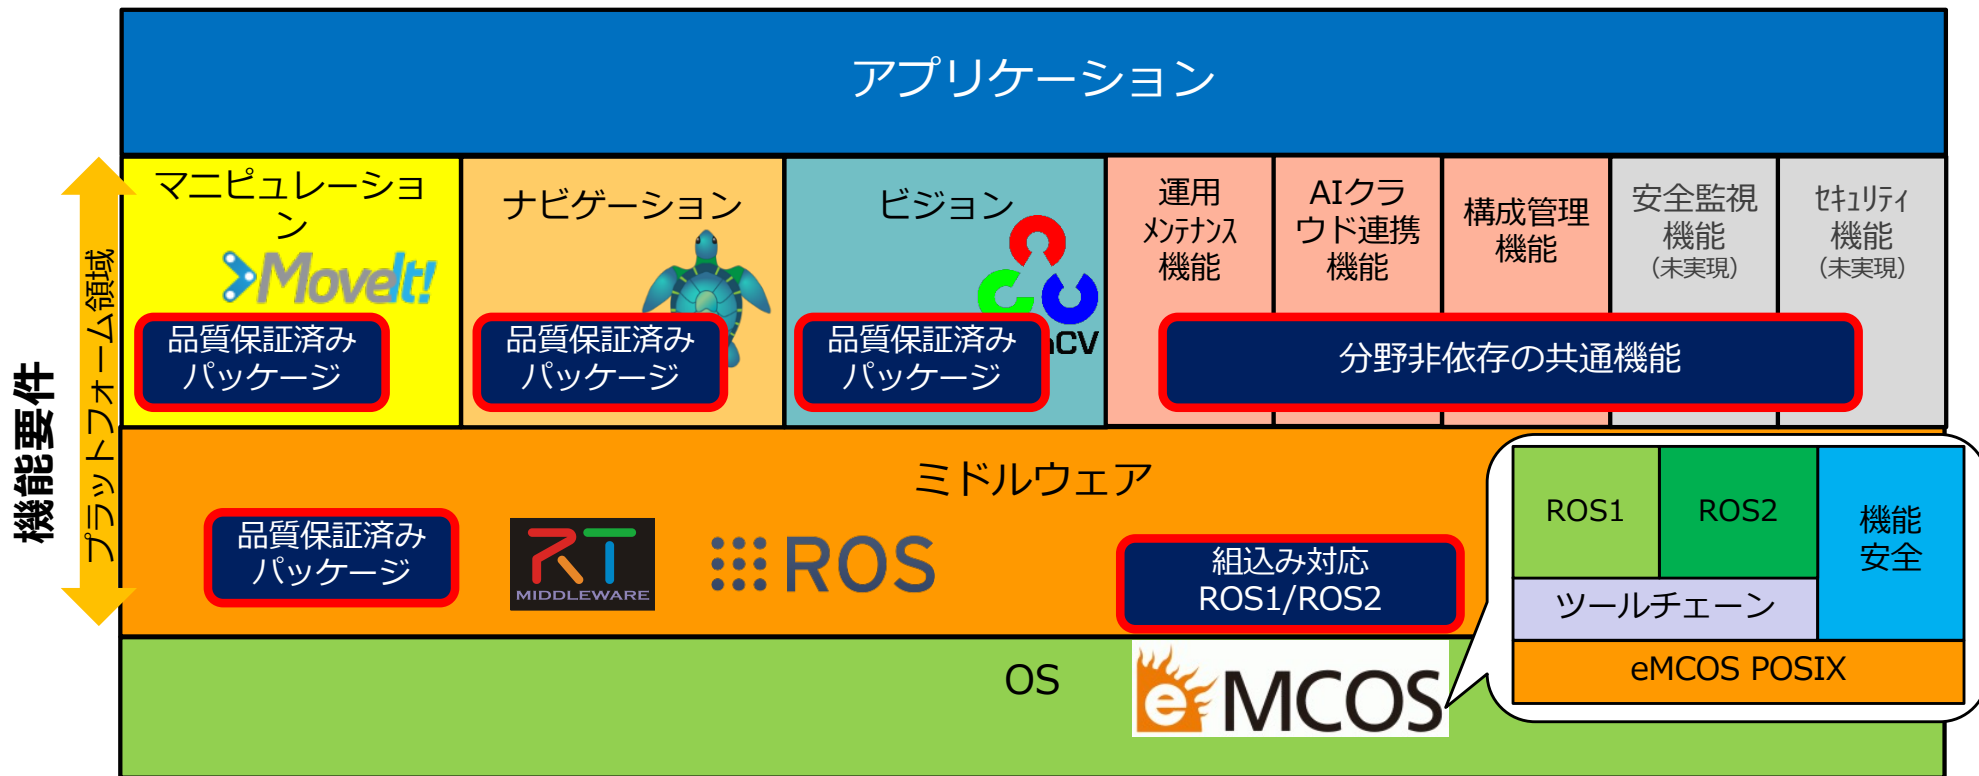 アプリケーション
機能要件
プラットフォーム領域
マニピュレーショ
ン
MoveIt!
品質保証済み
パッケージ
ナビゲーション
品質保証済み
パッケージ
ビジョン
nCV
品質保証済み
パッケージ
運用
ﾒﾝﾃﾅﾝｽ
機能
AIクラ
ウド連携
機能
構成管理
機能
安全監視
機能
(未実現)
ｾｷｭﾘﾃｨ
機能
(未実現)
分野非依存の共通機能
ミドルウェア
品質保証済み
パッケージ
RT
MIDDLEWARE
ROS
組込み対応
ROS1/ROS2
ROS1
ROS2
機能
安全
ツールチェーン
eMCOS POSIX
OS
eMCOS